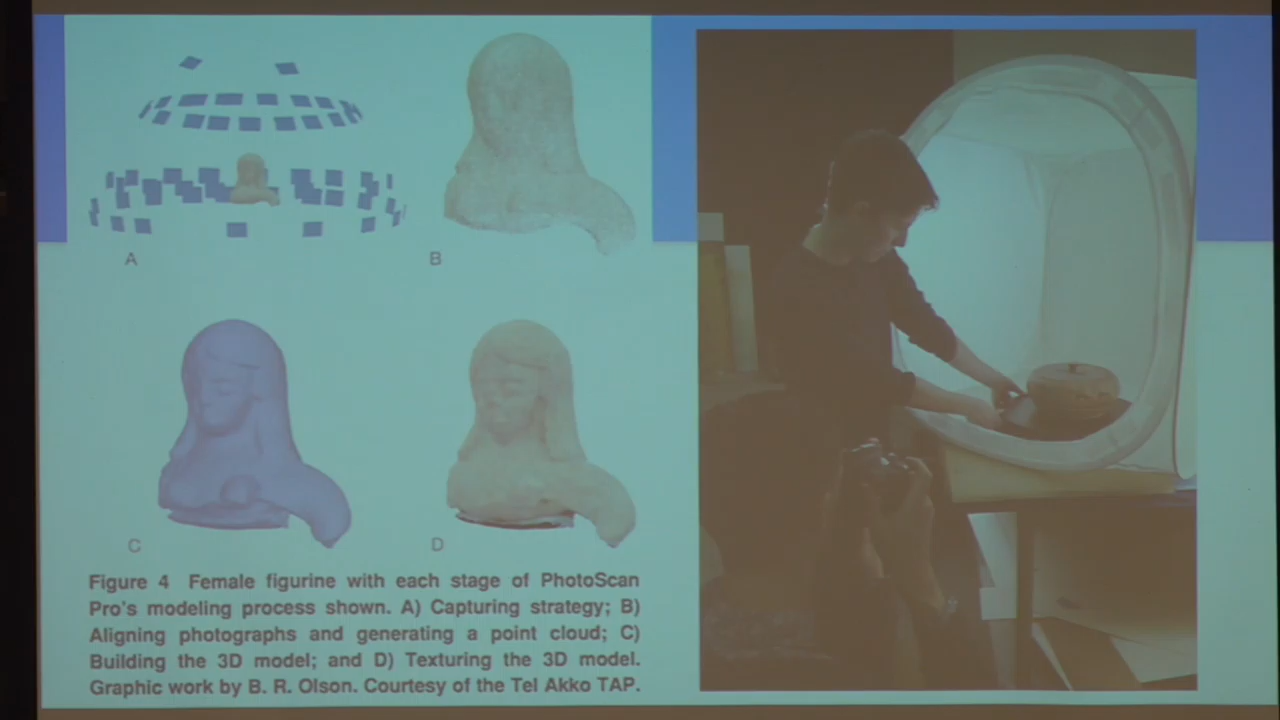 A
B
C
D
Figure 4 Female figurine with each stage of PhotoScan
Pro's modeling process shown. A) Capturing strategy; B)
Aligning photographs and generating a point cloud; C)
Building the 3D model; and D) Texturing the 3D model.
Graphic work by B. R. Olson. Courtesy of the Tel Akko TAP.